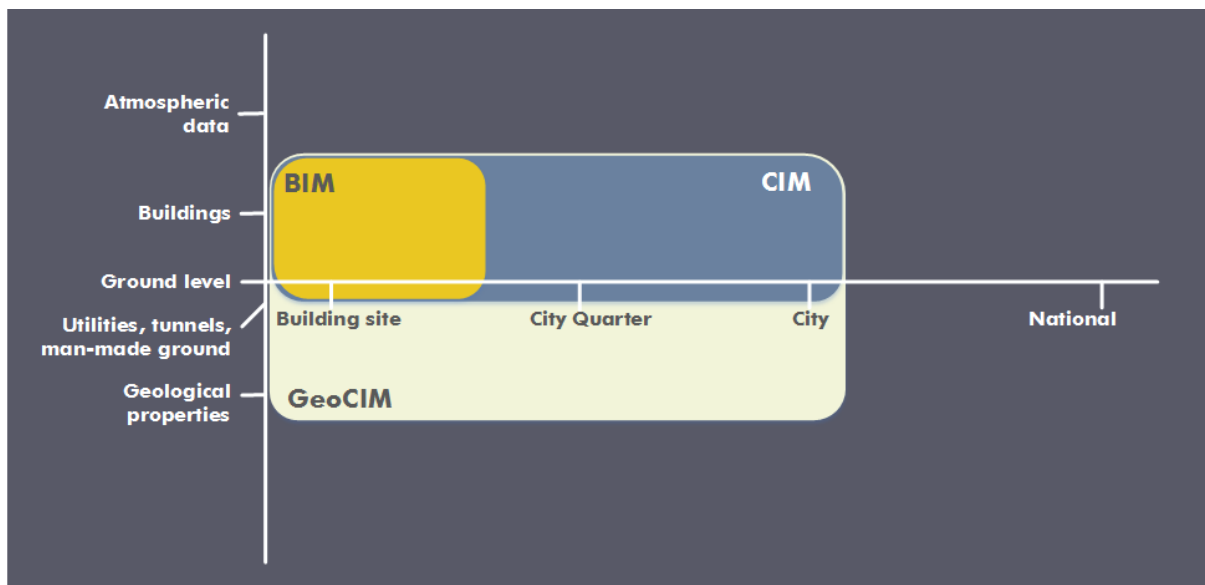 Atmospheric
data
BIM
CIM
Buildings
Ground level
Utilities, tunnels,
man-made ground
Building site
City Quarter
City
National
Geological
properties
GeoCIM